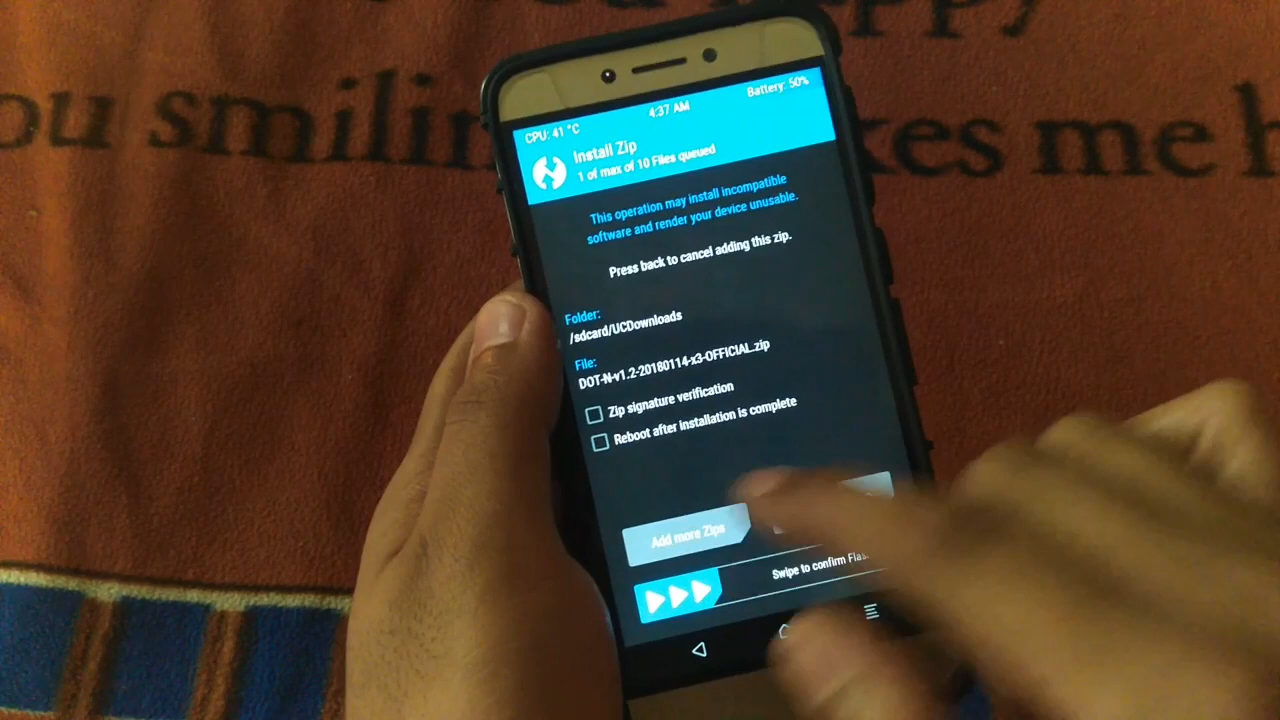 happy
ou smilin kes me h
CPU: 41 °C 4:37 AM Battery: 50%
Install Zip
1 of max of 10 Files queued
This operation may install incompatible
software and render your device unusable.
Press back to cancel adding this zip.
Folder:
/sdcard/UCDownloads
File:
DOT-N-v1.2-20180114-x3-OFFICIAL.zip
Zip signature verification
Reboot after installation is complete
Add more Zips
Swipe to confirm Flas